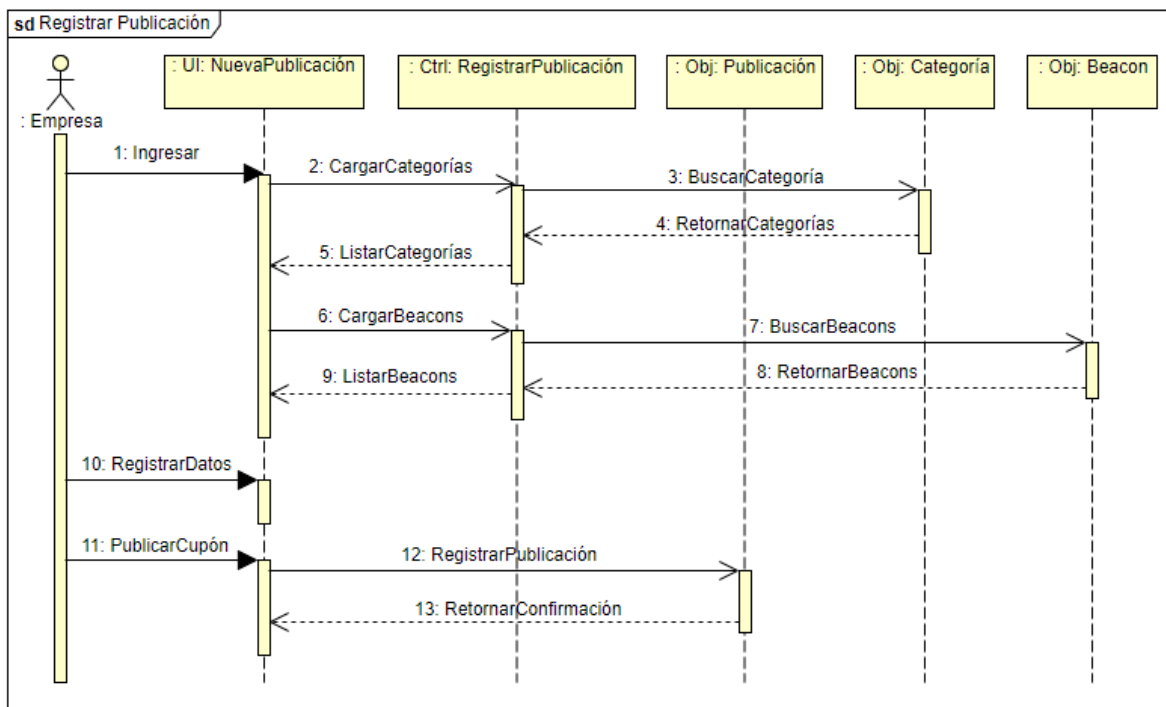 sd Registrar Publicación
: UI: NuevaPublicación
: Ctrl: RegistrarPublicación
: Obj: Publicación
: Obj: Categoría
: Obj: Beacon
: Empresa
1: Ingresar
2: CargarCategorías
3: BuscarCategoría
4: RetornarCategorías
5: ListarCategorías
6: CargarBeacons
7: BuscarBeacons
8: RetornarBeacons
9: ListarBeacons
10: RegistrarDatos
11: PublicarCupón
12: RegistrarPublicación
13: RetornarConfirmación